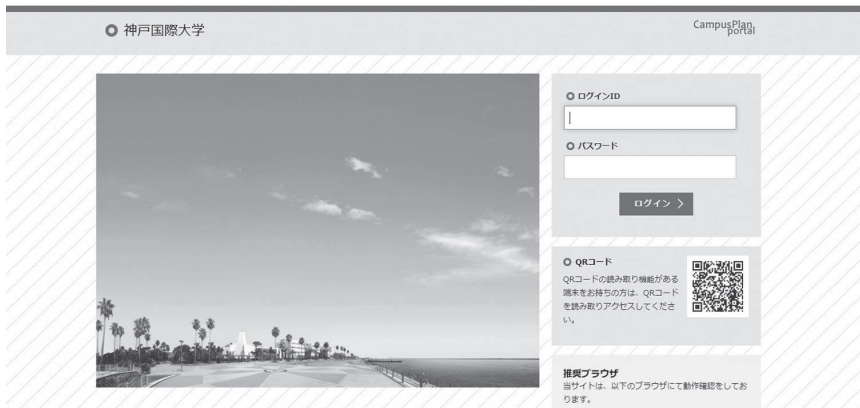 神戸国際大学
CampusPlan
portal
ログインID
パスワード
ログイン
QRコード
QRコードの読み取り機能がある
端末をお持ちの方は、QRコード
を読み取りアクセスしてくださ
い。
推奨ブラウザ
当サイトは、以下のブラウザにて動作確認をしてお
ります。